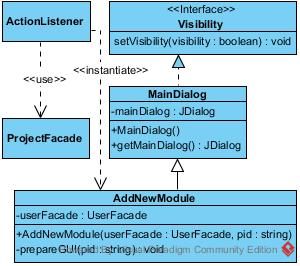 ActionListener
<<Interface>>
Visibility
setVisibility(visibility : boolean) : void
<<use>>
<<instantiate>>
ProjectFacade
MainDialog
-mainDialog : JDialog
+MainDialog()
+getMainDialog() : JDialog
AddNewModule
-userFacade : UserFacade
+AddNewModule(userFacade : UserFacade, pid : string)
-prepareGUI(pid : string) : void
Paradigm Community Edition